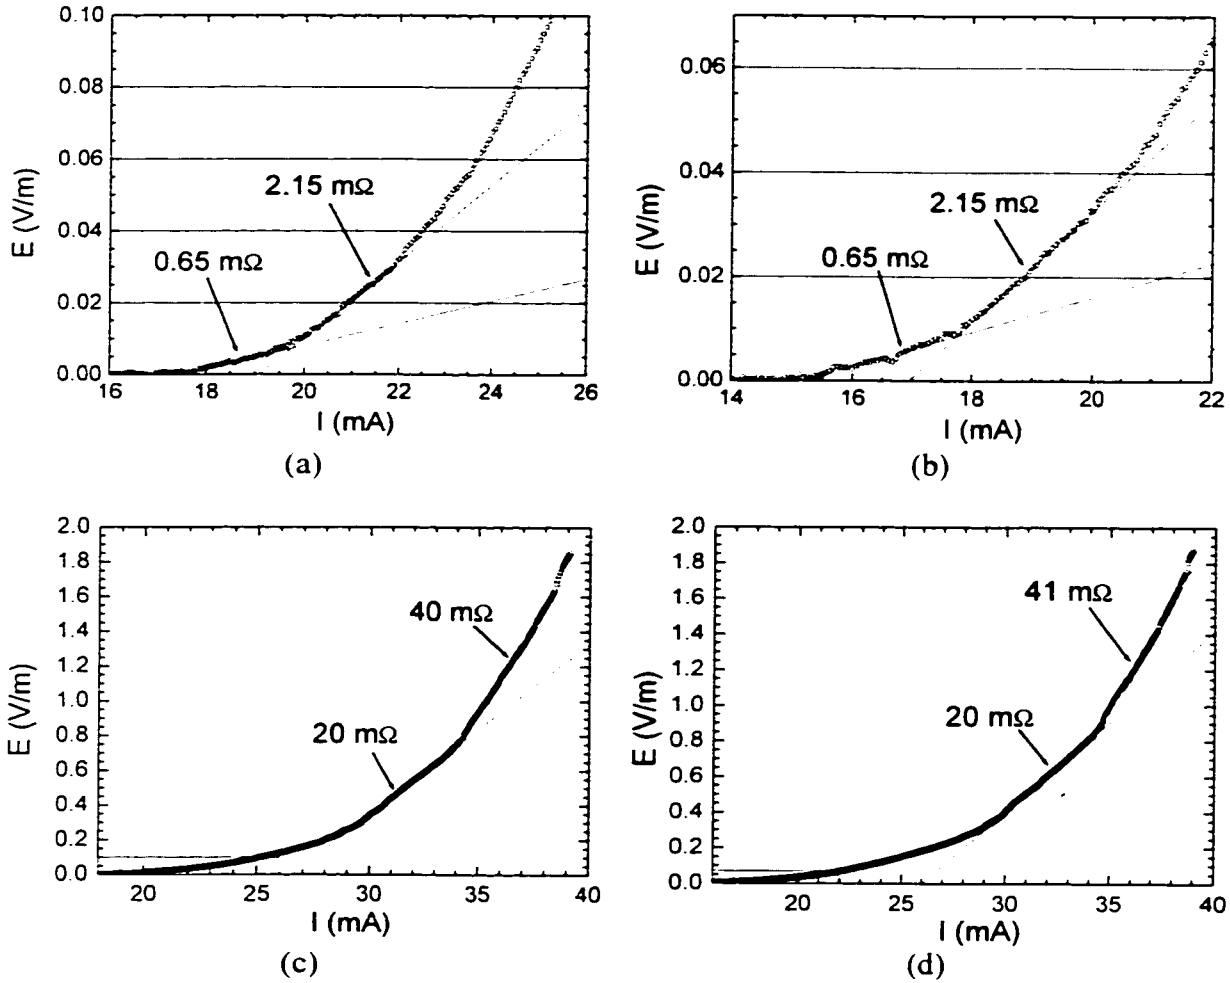 0.10
0.08
0.06
0.04
0.02
0.00
E (V/m)
2.15 mΩ
0.65 mΩ
16 18 20 22 24 26
I (mA)
(a)
0.06
0.04
0.02
0.00
E (V/m)
2.15 mΩ
0.65 mΩ
14 16 18 20 22
I (mA)
(b)
2.0
1.8
1.6
1.4
1.2
1.0
0.8
0.6
0.4
0.2
0.0
E (V/m)
40 mΩ
20 mΩ
20 25 30 35 40
I (mA)
(c)
2.0
1.8
1.6
1.4
1.2
1.0
0.8
0.6
0.4
0.2
0.0
E (V/m)
41 mΩ
20 mΩ
20 25 30 35 40
I (mA)
(d)